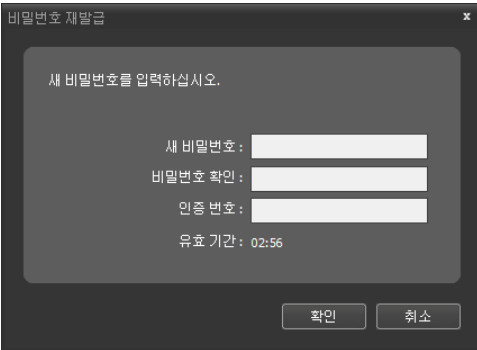 비밀번호 재발급 x
새 비밀번호를 입력하십시오.
새 비밀번호 :
비밀번호 확인 :
인증 번호 :
유효 기간 : 02:56
확인 취소